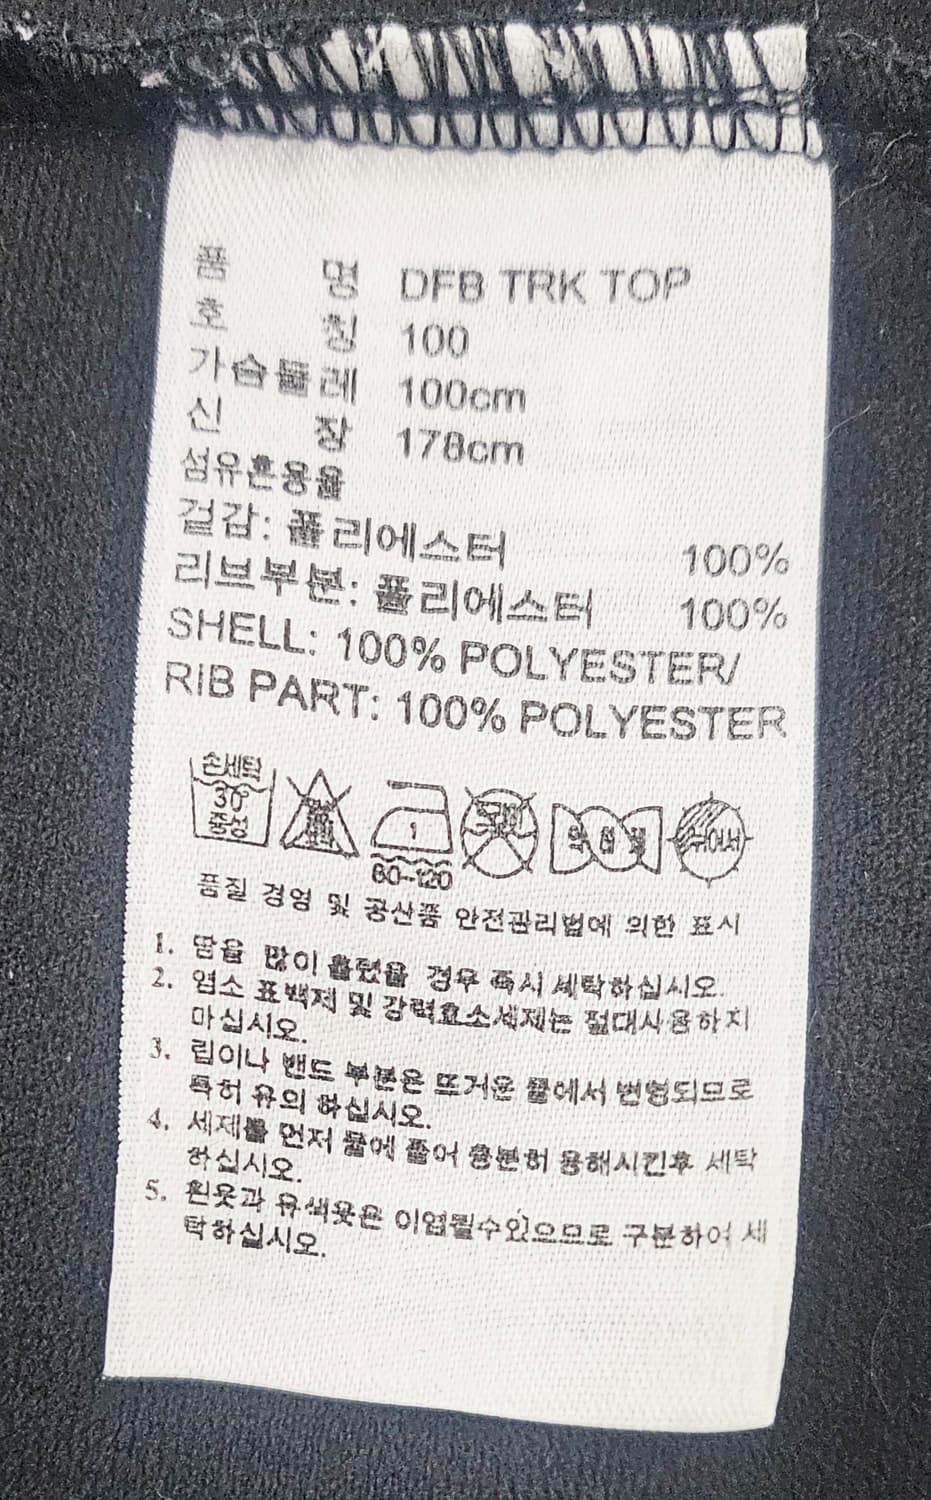 품 명 DFB TRK TOP
호 칭 100
가슴둘레 100cm
신 장 178cm
섬유혼용율
겉감: 폴리에스터 100%
리브부분: 폴리에스터 100%
SHELL: 100% POLYESTER/
RIB PART: 100% POLYESTER
손세탁
30°
중성
1
60~120
뉘어서
품질 경영 및 공산품 안전관리법에 의한 표시
1. 땀을 많이 흘렸을 경우 즉시 세탁하십시오.
2. 염소 표백제 및 강력효소세제는 절대사용하지
마십시오.
3. 립이나 밴드 부분은 뜨거운 물에서 변형되므로
특허 유의 하십시오.
4. 세제를 먼저 물에 풀어 충분히 용해시킨후 세탁
하십시오.
5. 흰옷과 유색옷은 이염될수있으므로 구분하여 세
탁하십시오.